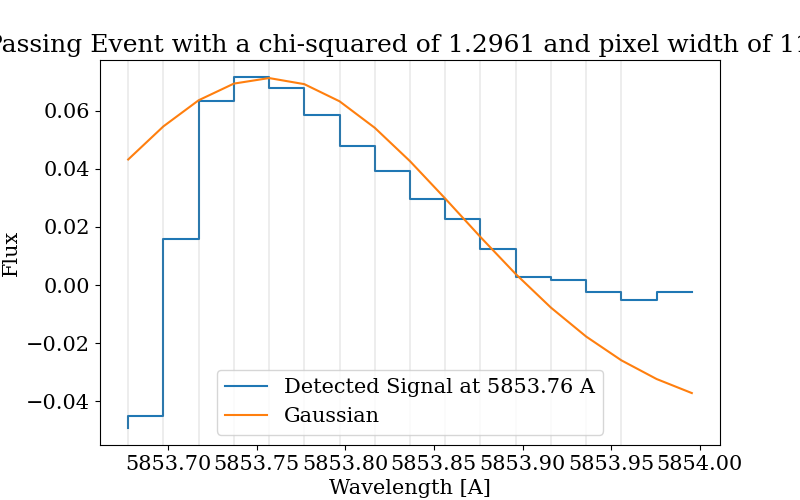 Passing Event with a chi-squared of 1.2961 and pixel width of
Flux
0.06
0.04
0.02
0.00
−0.02
−0.04
Detected Signal at 5853.76 A
Gaussian
5853.70 5853.75 5853.80 5853.85 5853.90 5853.95 5854.00
Wavelength [A]